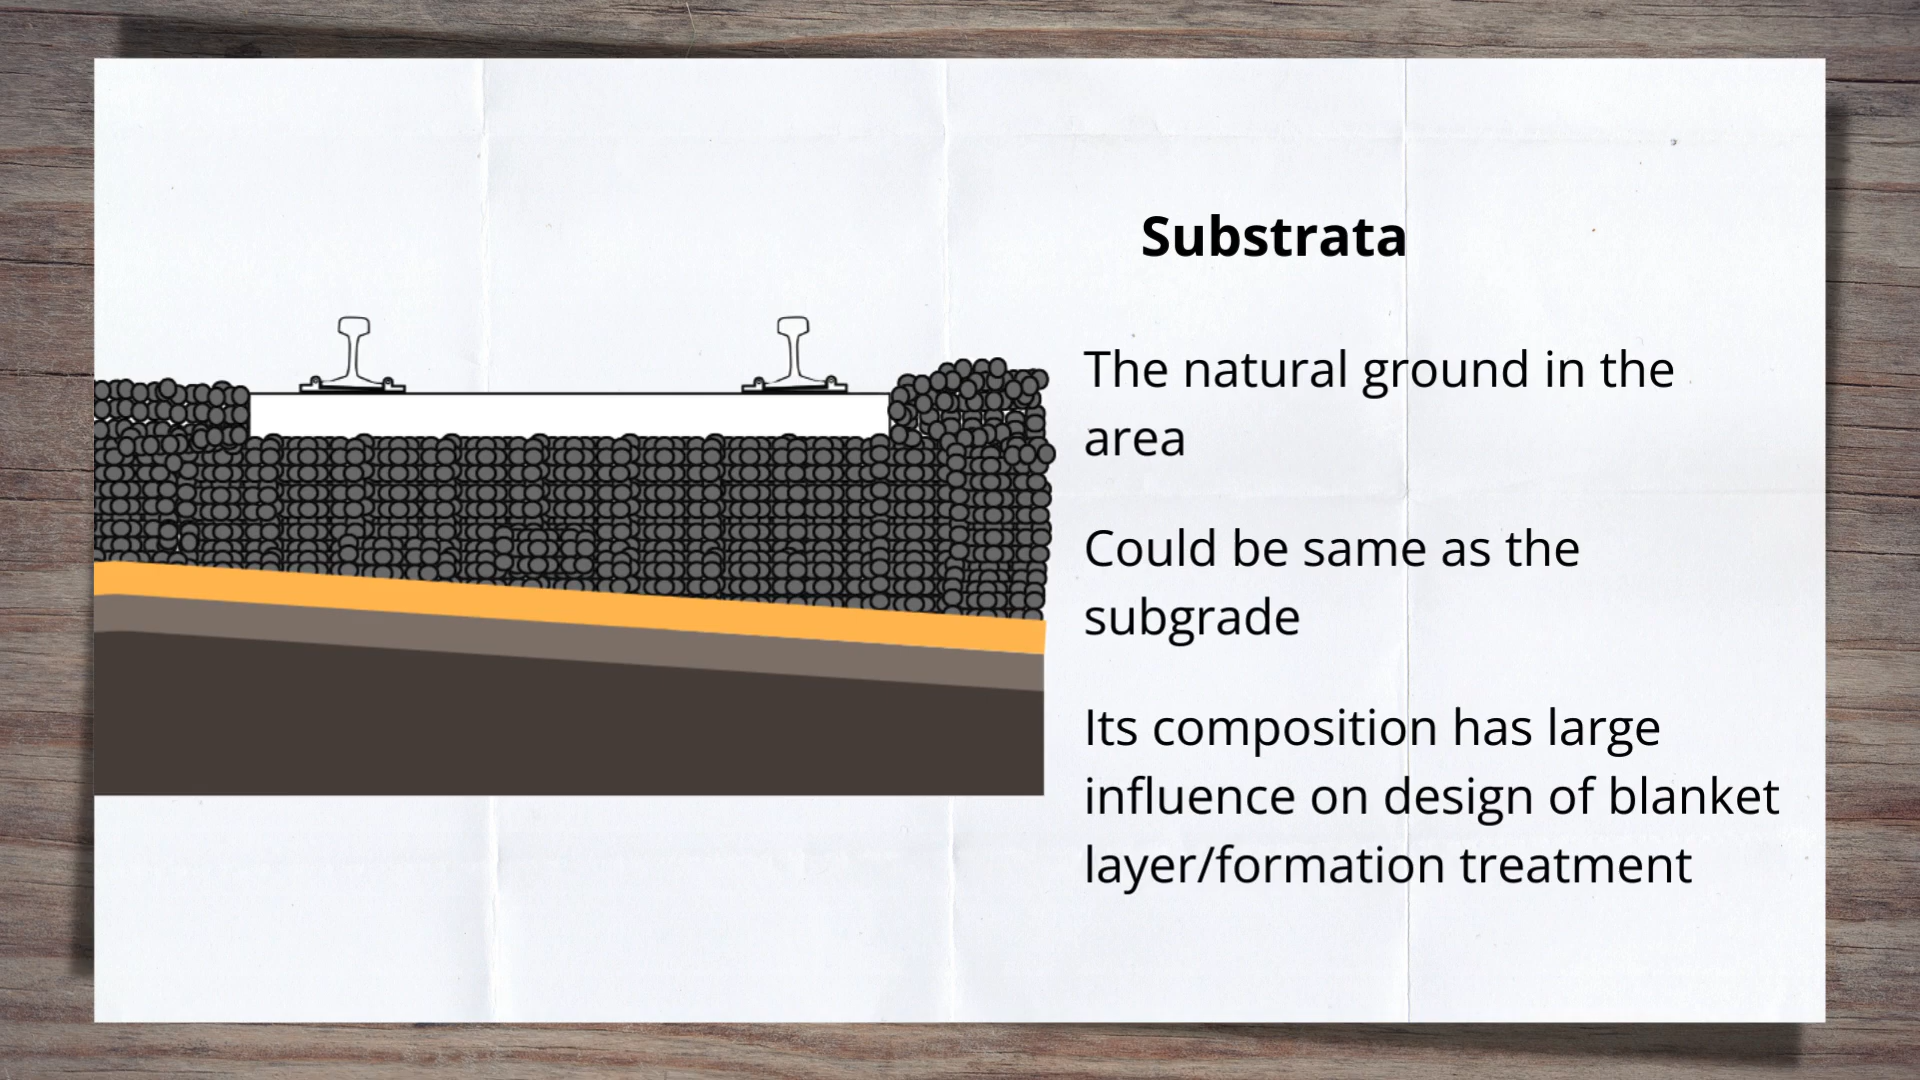 Substrata
The natural ground in the
area
Could be same as the
subgrade
Its composition has large
influence on design of blanket
layer/formation treatment